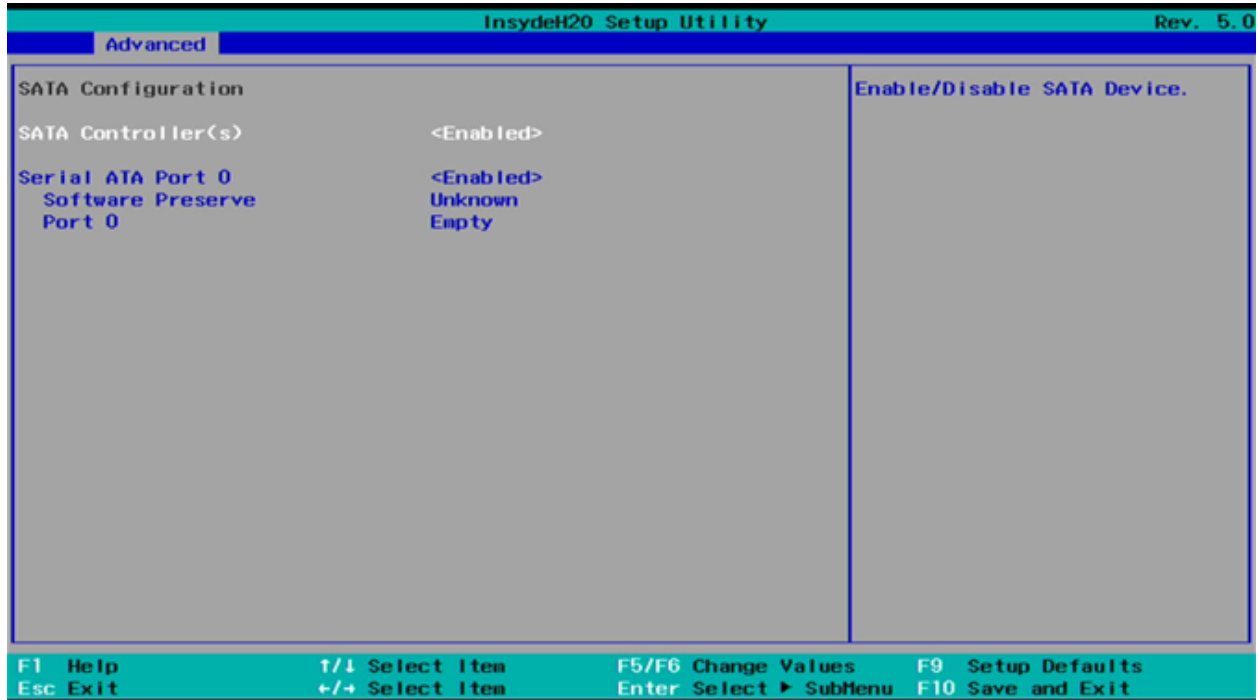 InsydeH20 Setup Utility Rev. 5.0
Advanced
SATA Configuration
Enable/Disable SATA Device.
SATA Controller(s) <Enabled>
Serial ATA Port 0 <Enabled>
Software Preserve Unknown
Port 0 Empty
F1 Help ↑/↓ Select Item F5/F6 Change Values F9 Setup Defaults
Esc Exit ←/→ Select Item Enter Select ▶ SubMenu F10 Save and Exit